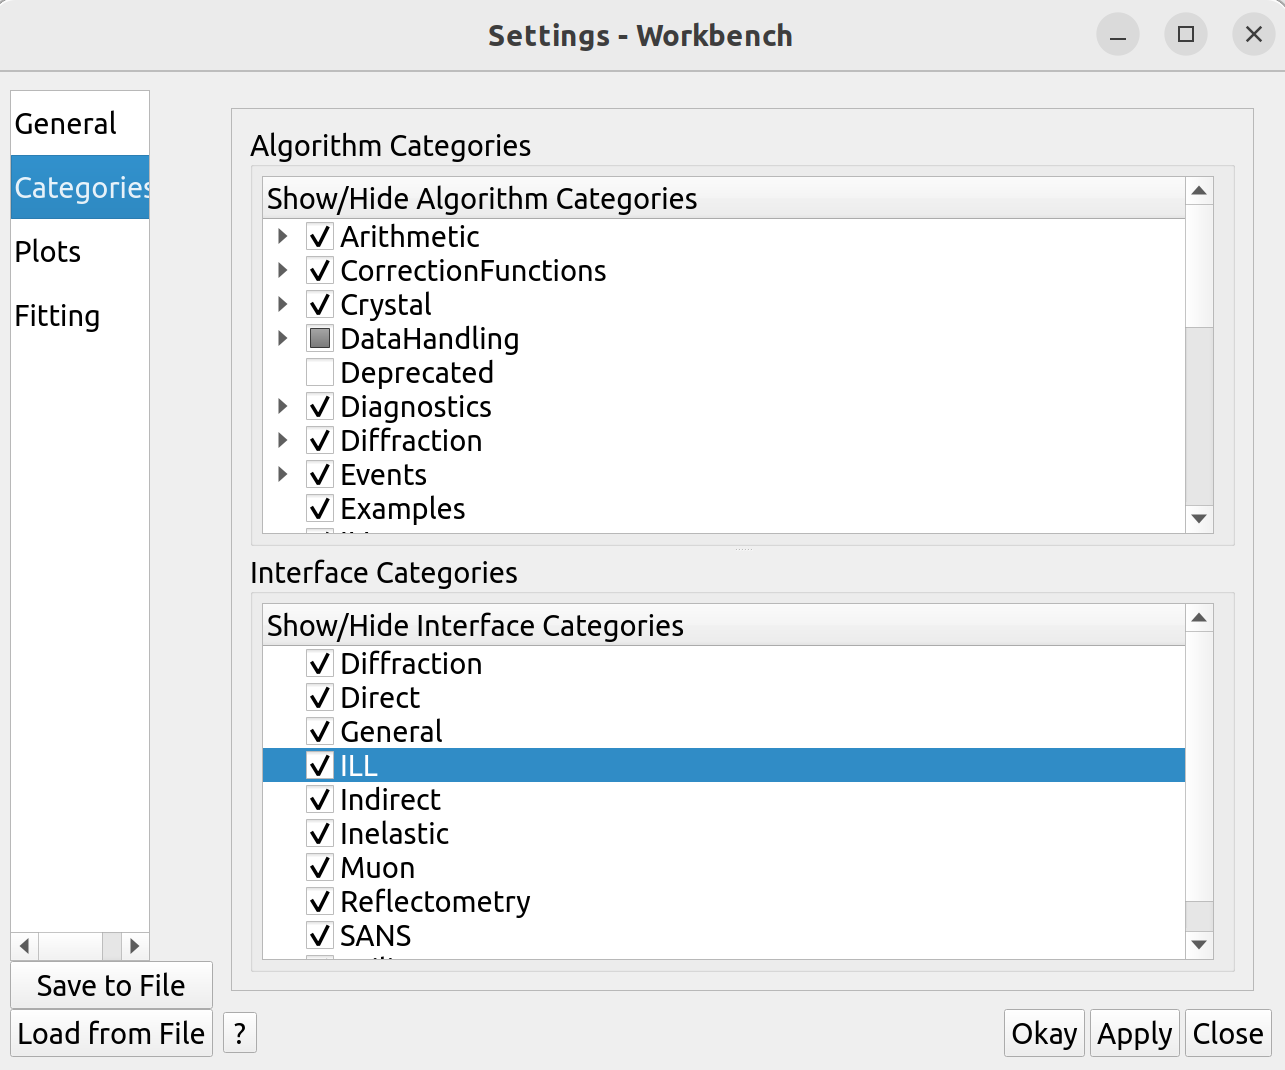 Settings - Workbench
General
Categories
Plots
Fitting
Algorithm Categories
Show/Hide Algorithm Categories
Arithmetic
CorrectionFunctions
Crystal
DataHandling
Deprecated
Diagnostics
Diffraction
Events
Examples
Interface Categories
Show/Hide Interface Categories
Diffraction
Direct
General
ILL
Indirect
Inelastic
Muon
Reflectometry
SANS
Save to File
Load from File
?
Okay
Apply
Close